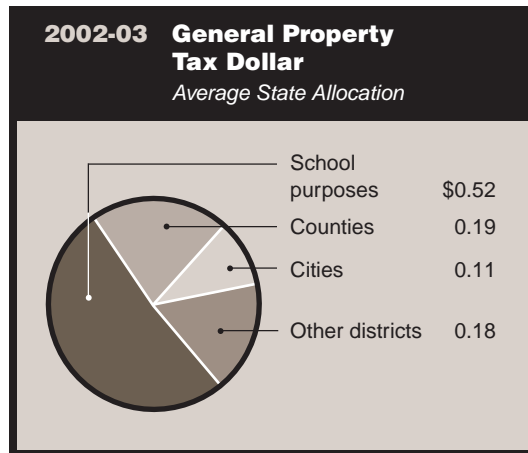 2002-03 General Property
Tax Dollar
Average State Allocation
School
purposes $0.52
Counties 0.19
Cities 0.11
Other districts 0.18